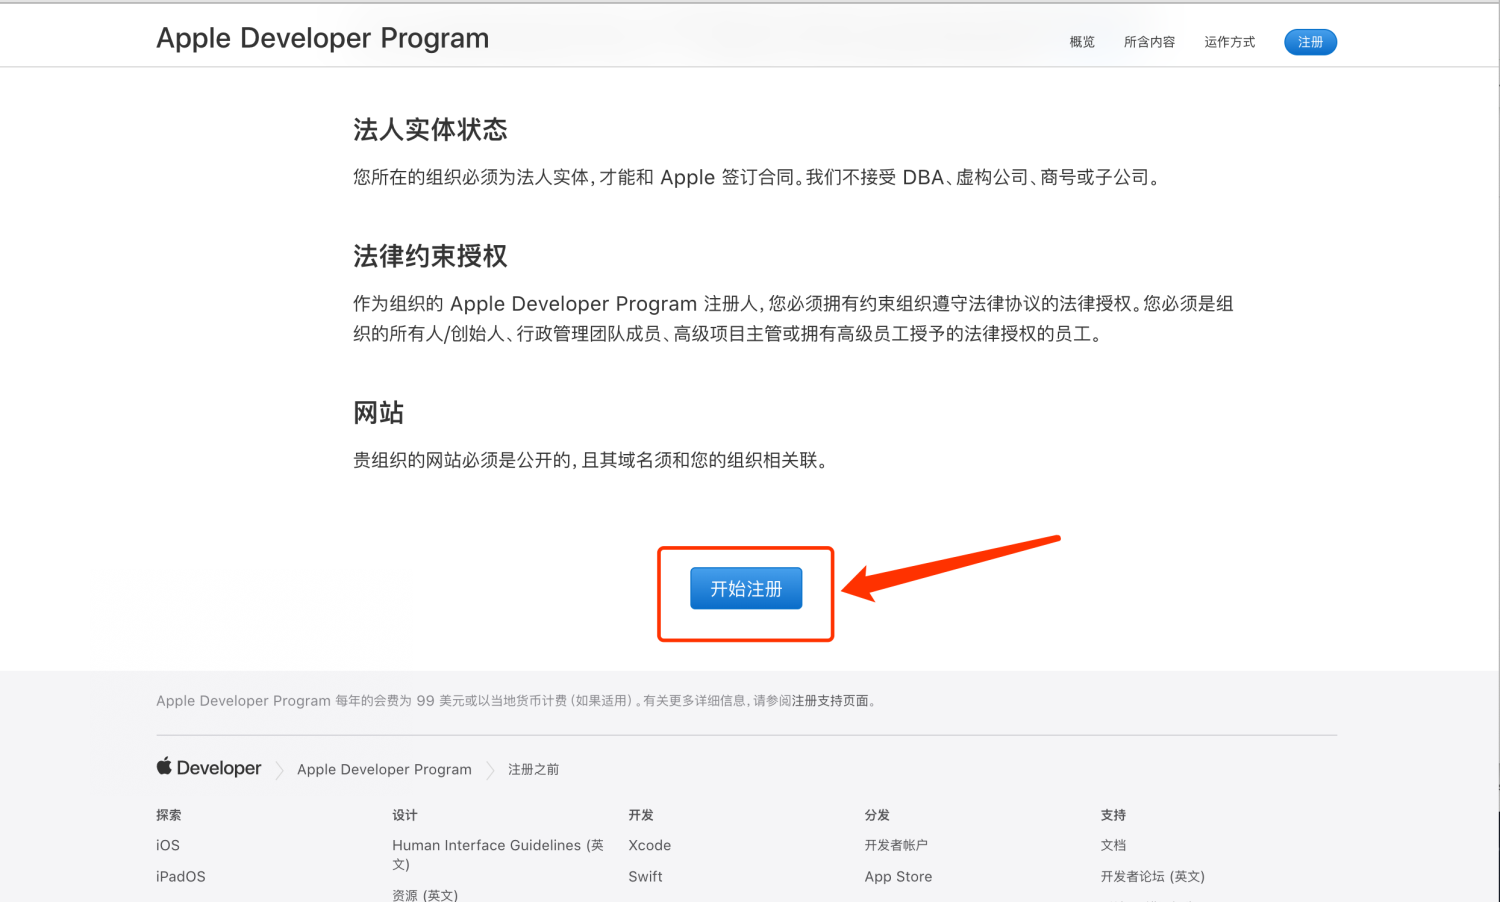 Apple Developer Program
概览 所含内容 运作方式 注册
法人实体状态
您所在的组织必须为法人实体，才能和 Apple 签订合同。我们不接受 DBA、虚构公司、商号或子公司。
法律约束授权
作为组织的 Apple Developer Program 注册人，您必须拥有约束组织遵守法律协议的法律授权。您必须是组
织的所有人/创始人、行政管理团队成员、高级项目主管或拥有高级员工授予的法律授权的员工。
网站
贵组织的网站必须是公开的，且其域名须和您的组织相关联。
开始注册
Apple Developer Program 每年的会费为 99 美元或以当地货币计费（如果适用）。有关更多详细信息，请参阅注册支持页面。
Developer Apple Developer Program 注册之前
探索 设计 开发 分发 支持
iOS Human Interface Guidelines (英 Xcode 开发者帐户 文档
文)
iPadOS Swift App Store 开发者论坛 (英文)
资源 (英文)